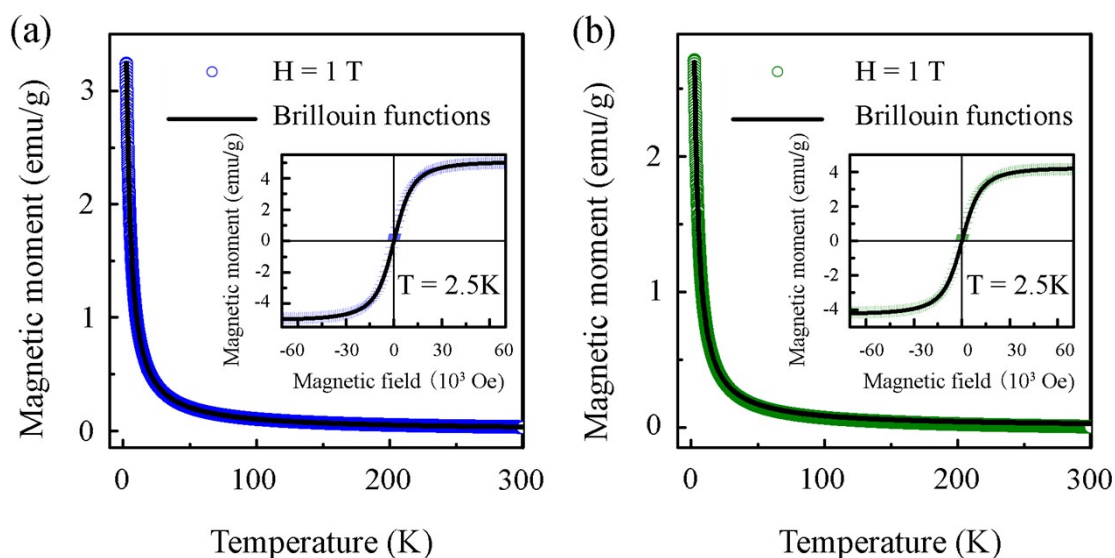 (a)
H = 1 T
Brillouin functions
Magnetic moment (emu/g)
3
2
1
0
0
100
200
300
Temperature (K)
Magnetic moment (emu/g)
4
2
0
-2
-4
-60
-30
0
30
60
T = 2.5K
Magnetic field (10³ Oe)
(b)
H = 1 T
Brillouin functions
Magnetic moment (emu/g)
2
1
0
0
100
200
300
Temperature (K)
Magnetic moment (emu/g)
4
2
0
-2
-4
-60
-30
0
30
60
T = 2.5K
Magnetic field (10³ Oe)